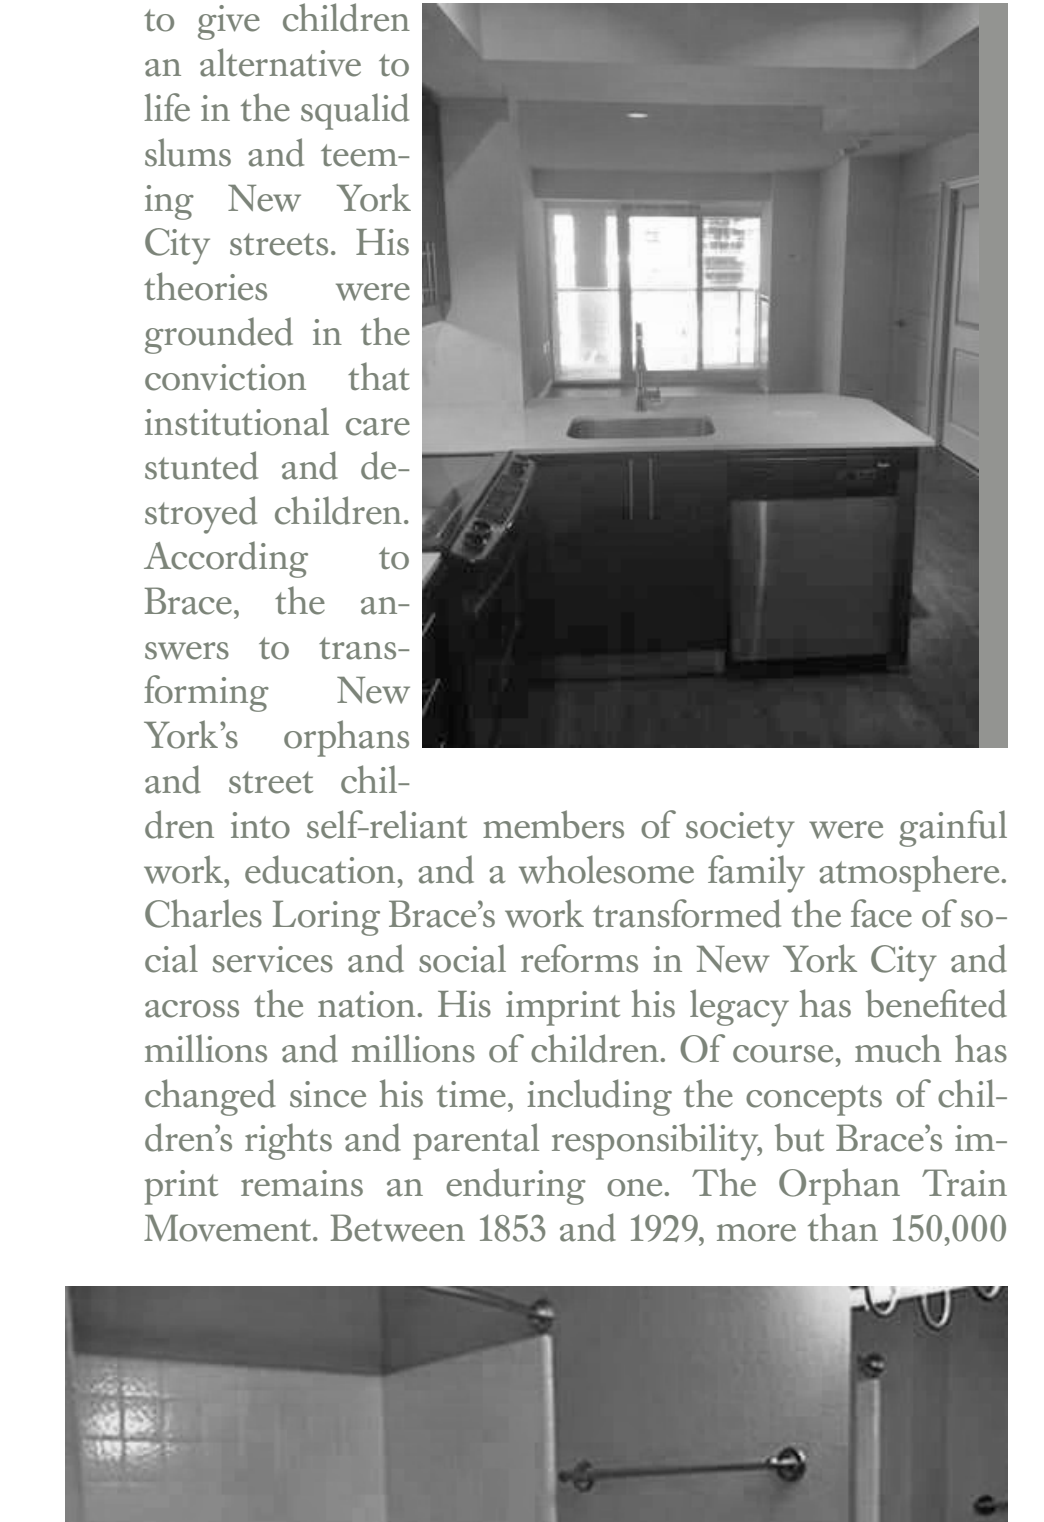 to give children
an alternative to
life in the squalid
slums and teem-
ing New York
City streets. His
theories were
grounded in the
conviction that
institutional care
stunted and de-
stroyed children.
According to
Brace, the an-
swers to trans-
forming New
York's orphans
and street chil-
dren into self-reliant members of society were gainful
work, education, and a wholesome family atmosphere.
Charles Loring Brace's work transformed the face of so-
cial services and social reforms in New York City and
across the nation. His imprint his legacy has benefited
millions and millions of children. Of course, much has
changed since his time, including the concepts of chil-
dren's rights and parental responsibility, but Brace's im-
print remains an enduring one. The Orphan Train
Movement. Between 1853 and 1929, more than 150,000